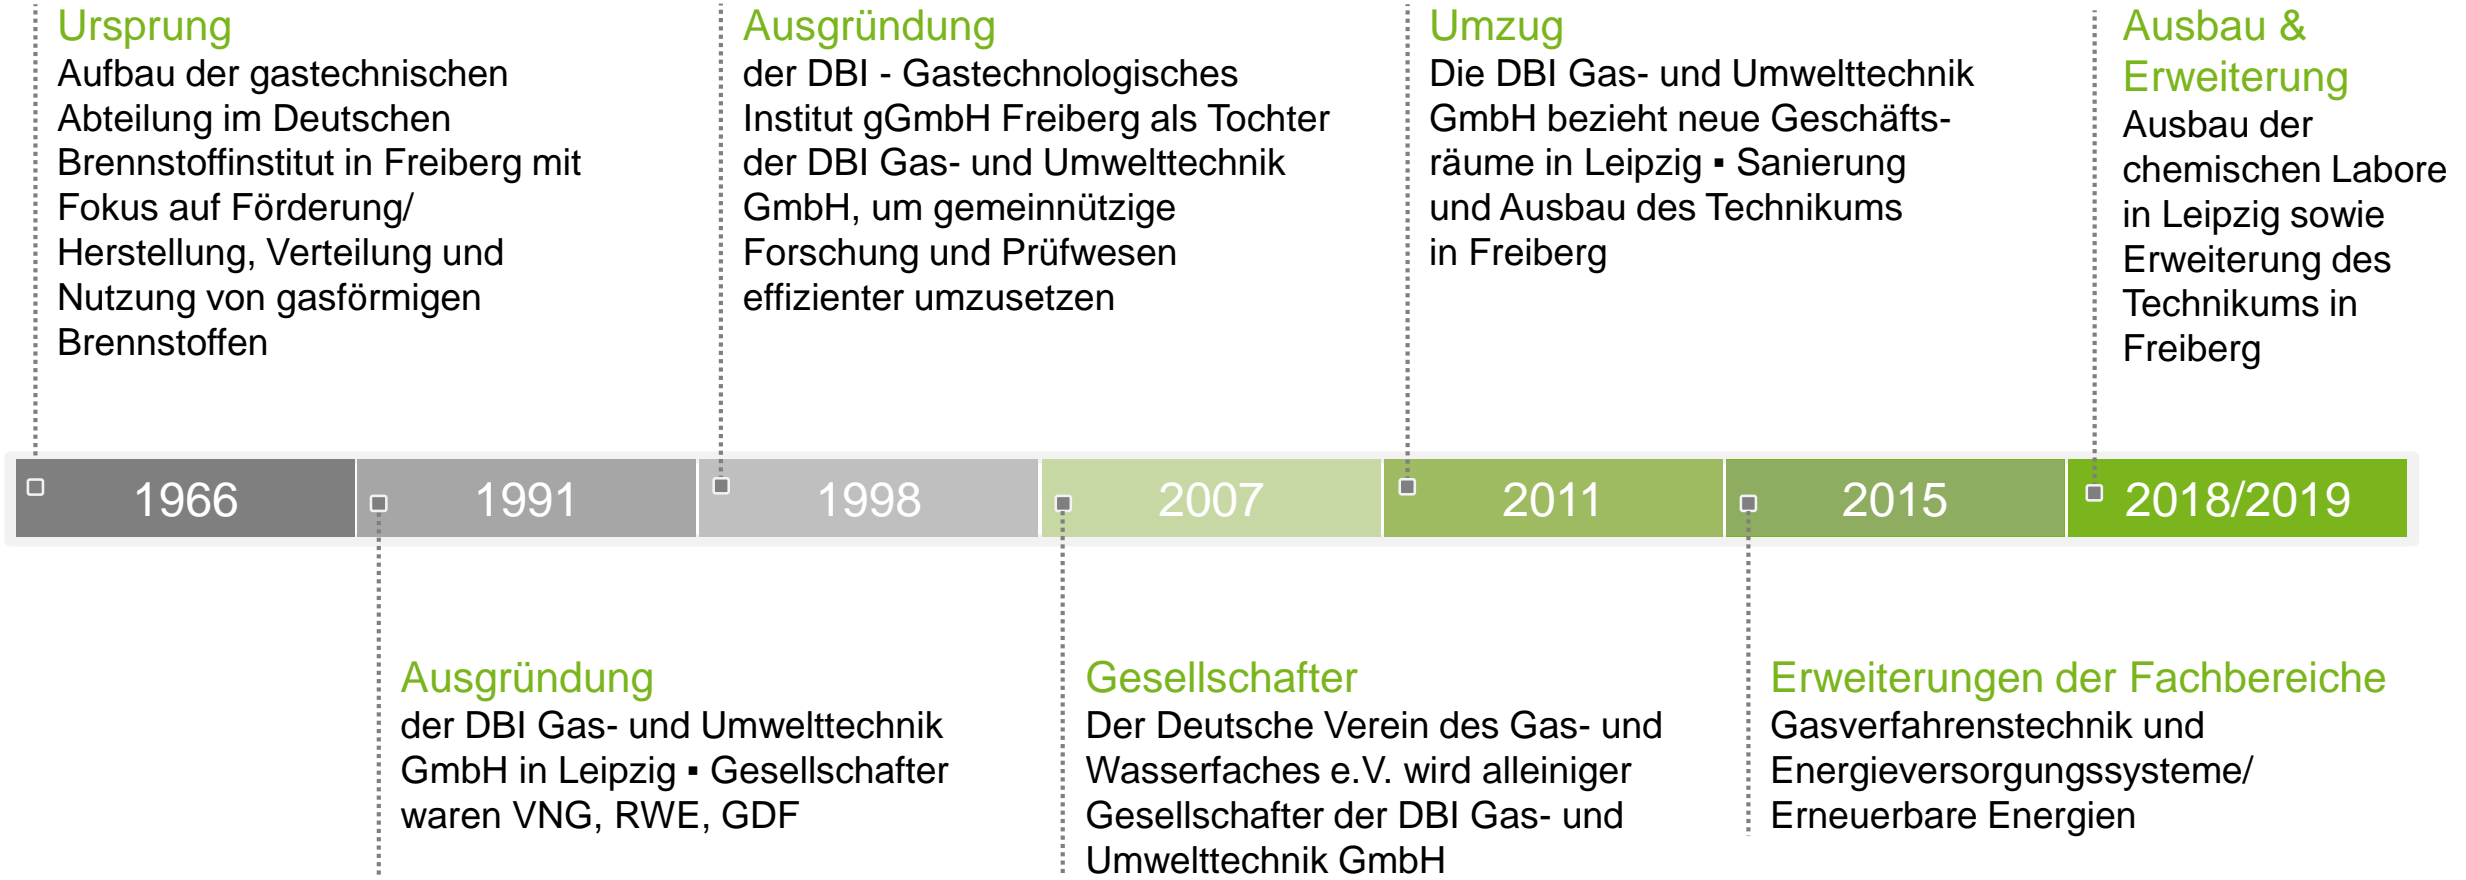 Ursprung
Aufbau der gastechnischen
Abteilung im Deutschen
Brennstoffinstitut in Freiberg mit
Fokus auf Förderung/
Herstellung, Verteilung und
Nutzung von gasförmigen
Brennstoffen
Ausgründung
der DBI - Gastechnologisches
Institut gGmbH Freiberg als Tochter
der DBI Gas- und Umwelttechnik
GmbH, um gemeinnützige
Forschung und Prüfwesen
effizienter umzusetzen
Umzug
Die DBI Gas- und Umwelttechnik
GmbH bezieht neue Geschäfts-
räume in Leipzig ▪ Sanierung
und Ausbau des Technikums
in Freiberg
Ausbau &
Erweiterung
Ausbau der
chemischen Labore
in Leipzig sowie
Erweiterung des
Technikums in
Freiberg
1966
1991
1998
2007
2011
2015
2018/2019
Ausgründung
der DBI Gas- und Umwelttechnik
GmbH in Leipzig ▪ Gesellschafter
waren VNG, RWE, GDF
Gesellschafter
Der Deutsche Verein des Gas- und
Wasserfaches e.V. wird alleiniger
Gesellschafter der DBI Gas- und
Umwelttechnik GmbH
Erweiterungen der Fachbereiche
Gasverfahrenstechnik und
Energieversorgungssysteme/
Erneuerbare Energien